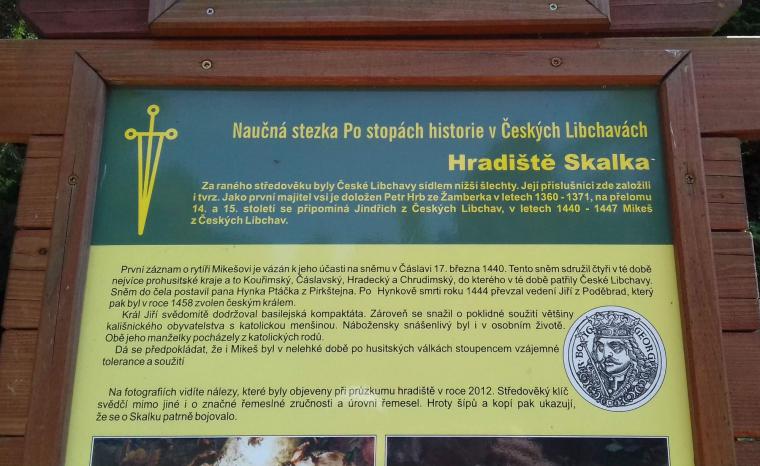 Naučná stezka Po stopách historie v Českých Libchavách
Hradiště Skalka
Za raného středověku byly České Libchavy sídlem nižší šlechty. Její příslušníci zde založili
i tvrz. Jako první majitel vsi je doložen Petr Hrb ze Žamberka v letech 1360 - 1371, na přelomu
14. a 15. století se připomíná Jindřich z Českých Libchav, v letech 1440 - 1447 Mikeš
z Českých Libchav.
První záznam o rytíři Mikešovi je vázán k jeho účasti na sněmu v Čáslavi 17. března 1440. Tento sněm sdružil čtyři v té době
nejvíce prohusitské kraje a to Kouřimský, Čáslavský, Hradecký a Chrudimský, do kterého v té době patřily České Libchavy.
Sněm do čela postavil pana Hynka Ptáčka z Pirkštejna. Po Hynkově smrti roku 1444 převzal vedení Jiří z Poděbrad, který
pak byl v roce 1458 zvolen českým králem.
Král Jiří svědomitě dodržoval basilejská kompaktáta. Zároveň se snažil o poklidné soužití většiny
kališnického obyvatelstva s katolickou menšinou. Nábožensky snášenlivý byl i v osobním životě.
Obě jeho manželky pocházely z katolických rodů.
Dá se předpokládat, že i Mikeš byl v nelehké době po husitských válkách stoupencem vzájemné
tolerance a soužití
Na fotografiích vidíte nálezy, které byly objeveny při průzkumu hradiště v roce 2012. Středověký klíč
svědčí mimo jiné i o značné řemeslné zručnosti a úrovní řemesel. Hroty šípů a kopí pak ukazují,
že se o Skalku patrně bojovalo.